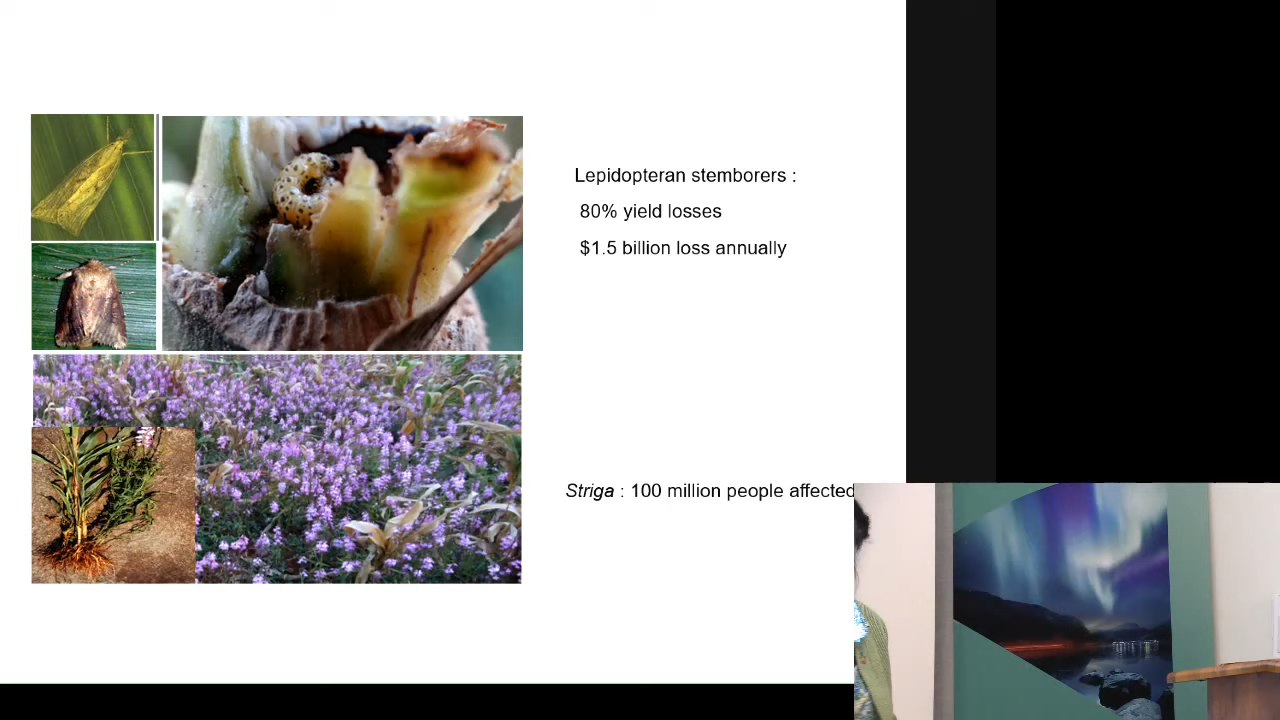 Lepidopteran stemborers :
80% yield losses
$1.5 billion loss annually
Striga : 100 million people affected